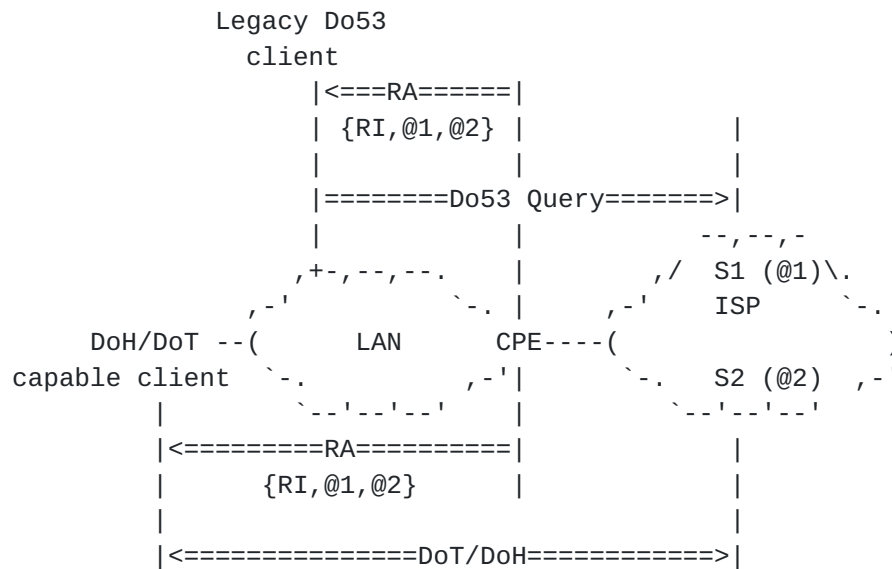 Legacy Do53
               client
                   |<===RA======|
                   | {RI,@1,@2} |             |
                   |            |             |
                   |========Do53 Query=======>|
                   |            |           --,--,-
                  ,+-,--,--.    |        ,/  S1 (@1)\.
               ,-'          `-. |     ,-'    ISP     `-.
     DoH/DoT --(      LAN      CPE----(                )
capable client  `-.          ,-'|      `-.   S2 (@2)  ,-'
         |        `--'--'--'    |         `--'--'--'
         |<=========RA==========|             |
         |      {RI,@1,@2}      |             |
         |                                    |
         |<===============DoT/DoH============>|